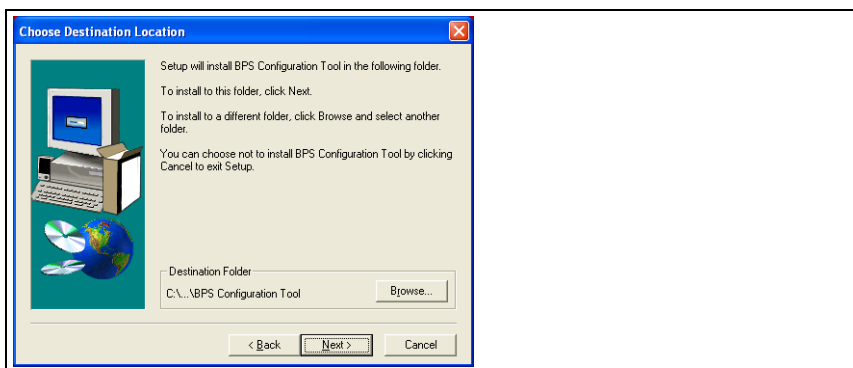 Choose Destination Location
Setup will install BPS Configuration Tool in the following folder.
To install to this folder, click Next.
To install to a different folder, click Browse and select another
folder.
You can choose not to install BPS Configuration Tool by clicking
Cancel to exit Setup.
Destination Folder
C:\...\BPS Configuration Tool
Browse...
< Back
Next >
Cancel